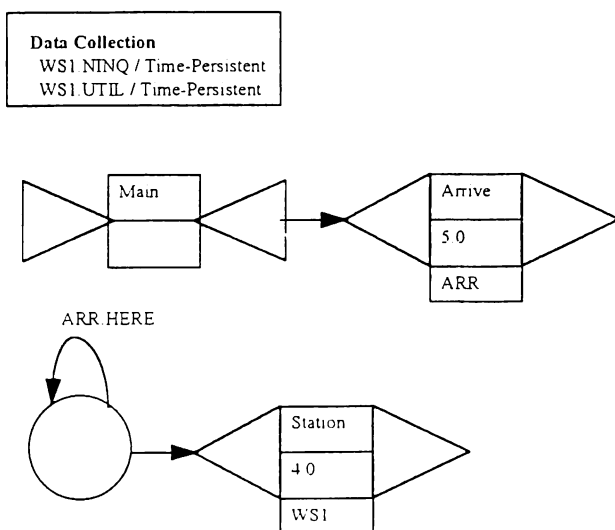 Data Collection
WS1.NINQ / Time-Persistent
WS1.UTIL / Time-Persistent
Main
Arrive
5.0
ARR
ARR.HERE
Station
4.0
WS1